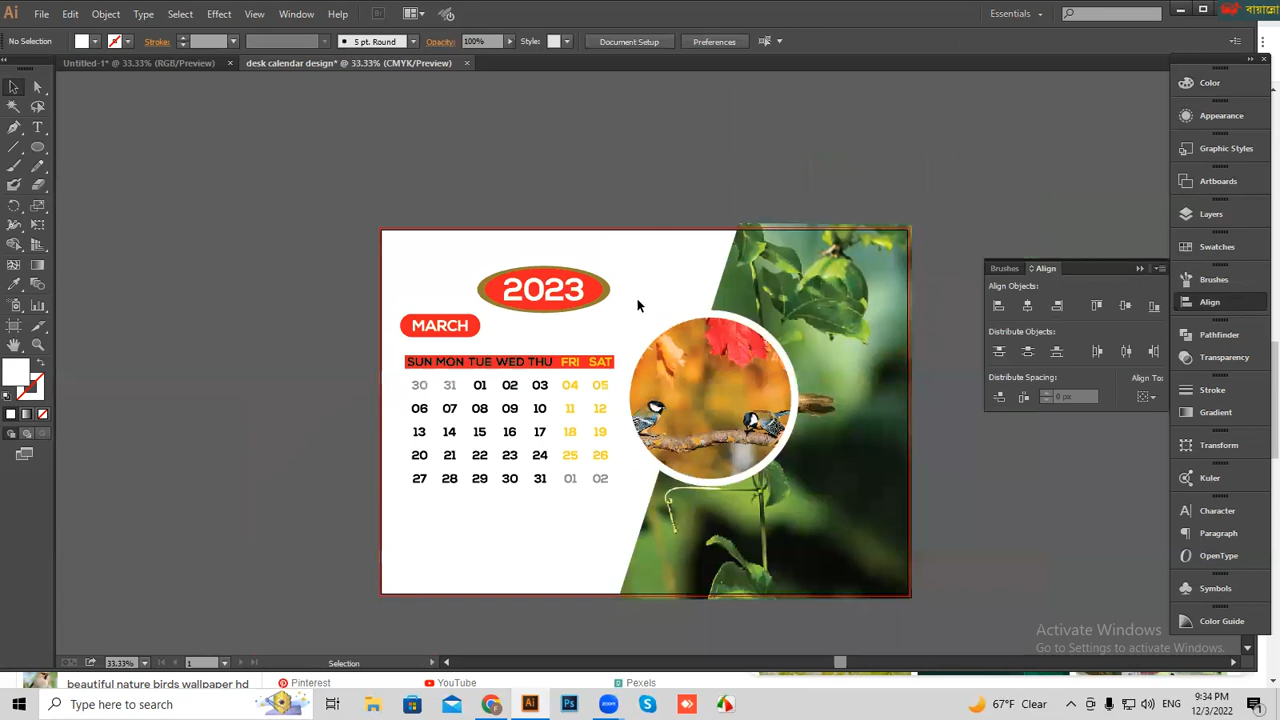 Ai File Edit Object Type Select Effect View Window Help Br Essentials বায়ান্নো
No Selection Stroke: 5 pt. Round Opacity: 100% Style: Document Setup Preferences
Untitled-1* @ 33.33% (RGB/Preview) × desk calendar design* @ 33.33% (CMYK/Preview) ×
Color
Appearance
Graphic Styles
Artboards
Layers
Swatches
Brushes
Align
Pathfinder
Transparency
Stroke
Gradient
Transform
Kuler
Character
Paragraph
OpenType
Symbols
Color Guide
Brushes Align
Align Objects:
Distribute Objects:
Distribute Spacing: Align To:
0 px
2023
MARCH
SUN MON TUE WED THU FRI SAT
30 31 01 02 03 04 05
06 07 08 09 10 11 12
13 14 15 16 17 18 19
20 21 22 23 24 25 26
27 28 29 30 31 01 02
Activate Windows
Go to Settings to activate Windows.
33.33% 1 Selection
beautiful nature birds wallpaper hd Pinterest YouTube Pexels
Type here to search Ai Ps zoom 67°F Clear 9:34 PM
12/3/2022